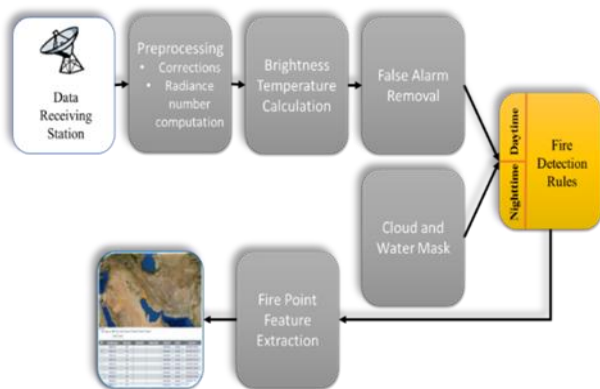 Data
Receiving
Station
Preprocessing
• Corrections
• Radiance
number
computation
Brightness
Temperature
Calculation
False Alarm
Removal
Daytime
Nighttime
Fire
Detection
Rules
Cloud and
Water Mask
Fire Point
Feature
Extraction